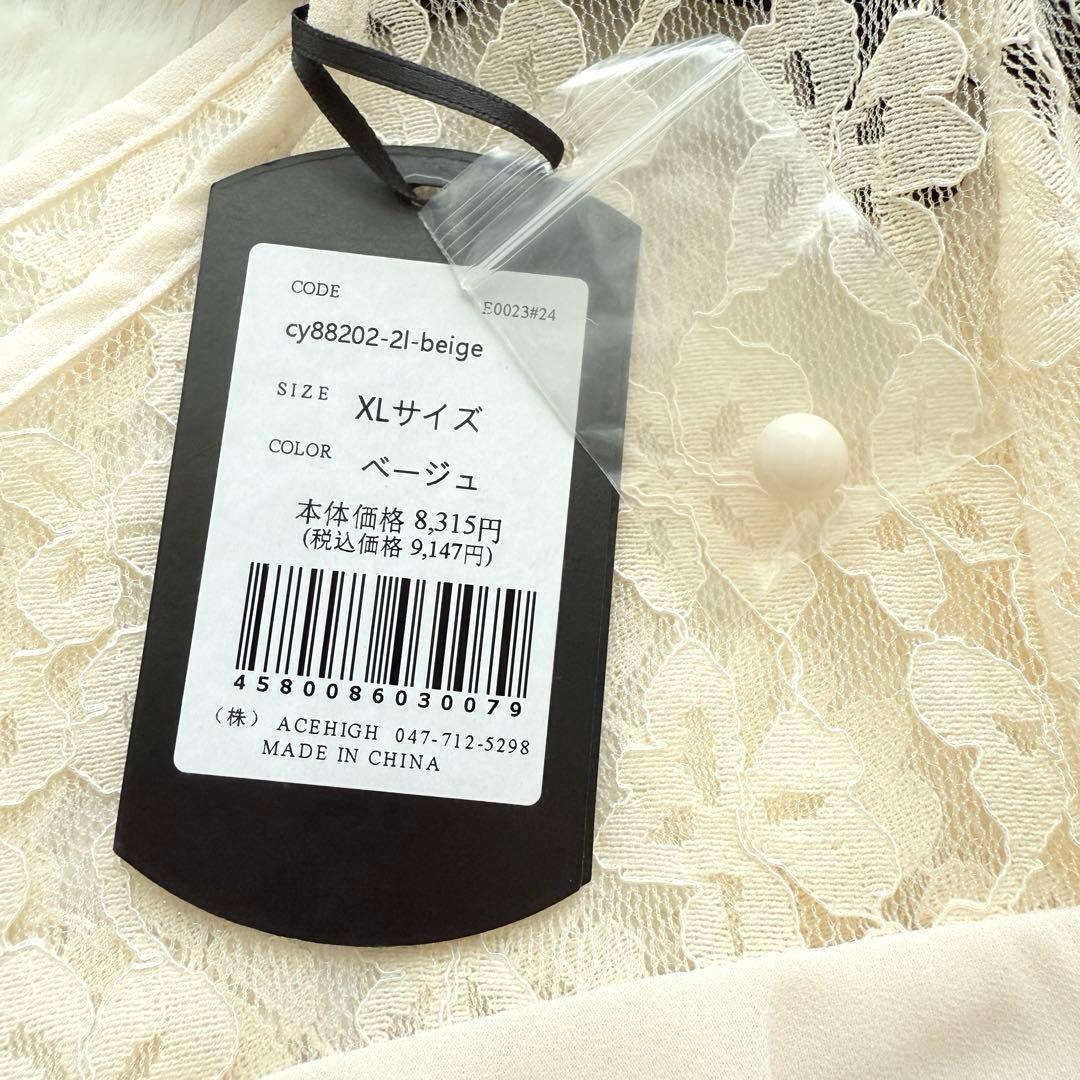 CODE
E0023#24
cy88202-2l-beige
SIZE XLサイズ
COLOR ベージュ
本体価格 8,315円
(税込価格 9,147円)
4580086030079
（株） ACEHIGH 047-712-5298
MADE IN CHINA